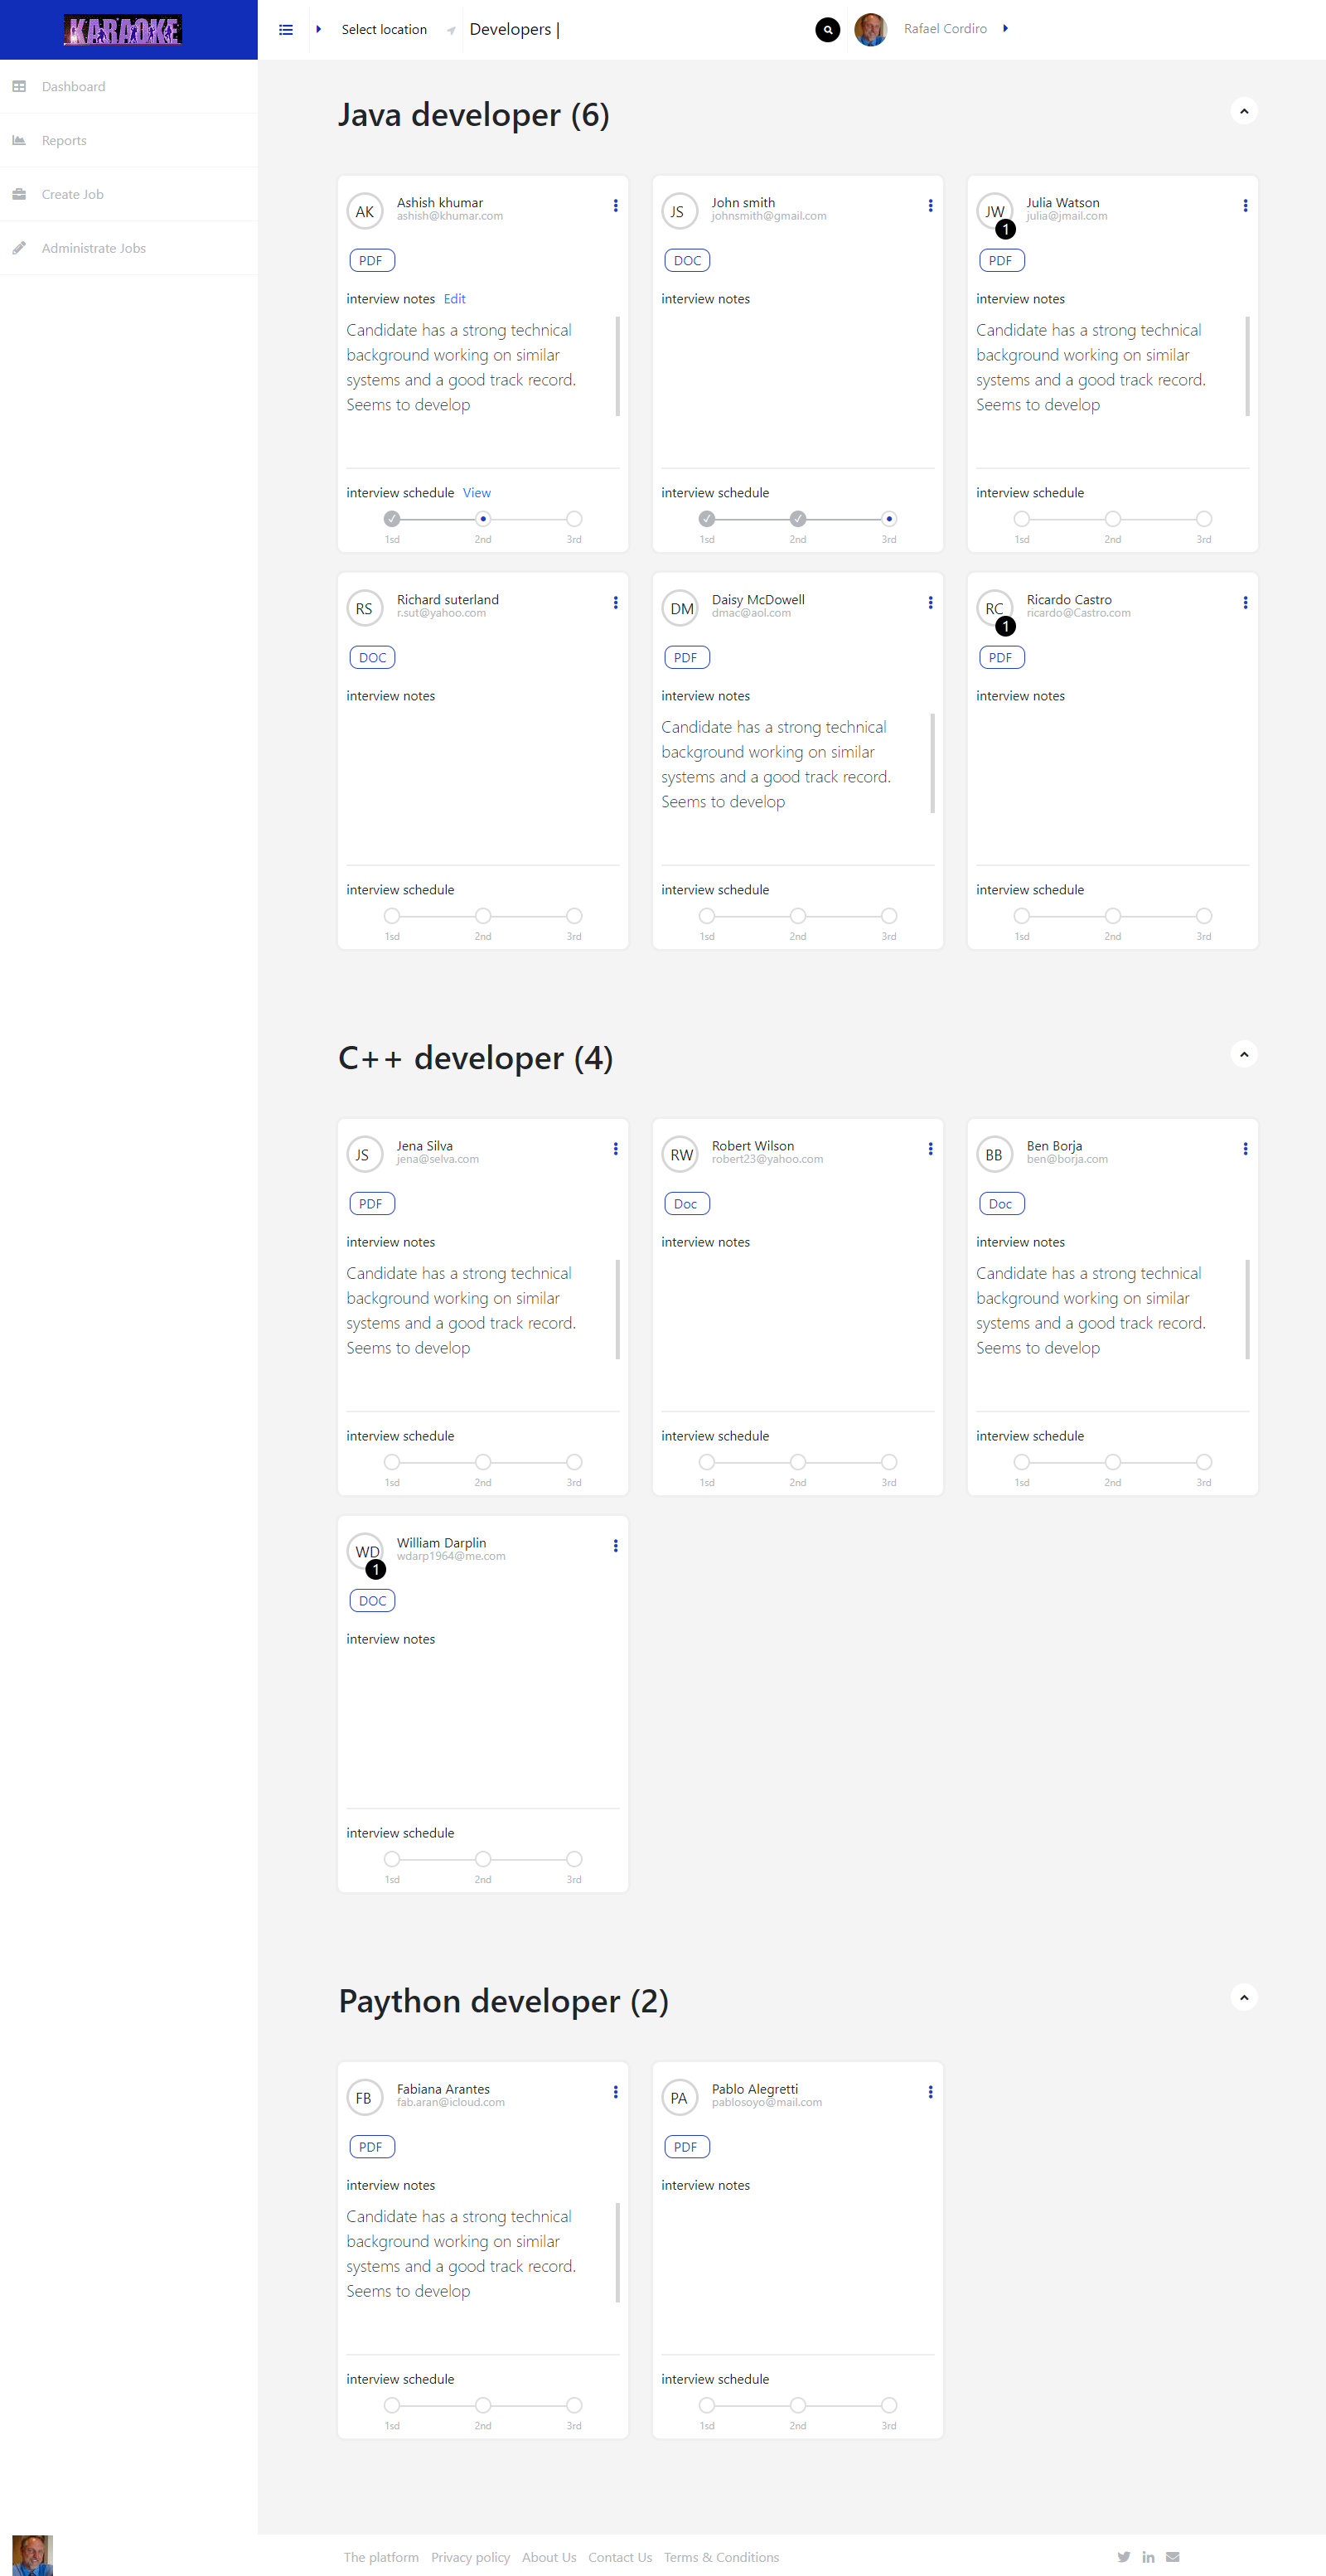 KARAOKE
Select location
Developers |
Rafael Cordiro
Dashboard
Reports
Create Job
Administrate Jobs
Java developer (6)
AK
Ashish khumar
ashish@khumar.com
PDF
interview notes Edit
Candidate has a strong technical
background working on similar
systems and a good track record.
Seems to develop
interview schedule View
1sd 2nd 3rd
JS
John smith
johnsmith@gmail.com
DOC
interview notes
interview schedule
1sd 2nd 3rd
JW
1
Julia Watson
julia@jmail.com
PDF
interview notes
Candidate has a strong technical
background working on similar
systems and a good track record.
Seems to develop
interview schedule
1sd 2nd 3rd
RS
Richard suterland
r.sut@yahoo.com
DOC
interview notes
interview schedule
1sd 2nd 3rd
DM
Daisy McDowell
dmac@aol.com
PDF
interview notes
Candidate has a strong technical
background working on similar
systems and a good track record.
Seems to develop
interview schedule
1sd 2nd 3rd
RC
1
Ricardo Castro
ricardo@Castro.com
PDF
interview notes
interview schedule
1sd 2nd 3rd
C++ developer (4)
JS
Jena Silva
jena@selva.com
PDF
interview notes
Candidate has a strong technical
background working on similar
systems and a good track record.
Seems to develop
interview schedule
1sd 2nd 3rd
RW
Robert Wilson
robert23@yahoo.com
Doc
interview notes
interview schedule
1sd 2nd 3rd
BB
Ben Borja
ben@borja.com
Doc
interview notes
Candidate has a strong technical
background working on similar
systems and a good track record.
Seems to develop
interview schedule
1sd 2nd 3rd
WD
1
William Darplin
wdarp1964@me.com
DOC
interview notes
interview schedule
1sd 2nd 3rd
Paython developer (2)
FB
Fabiana Arantes
fab.aran@icloud.com
PDF
interview notes
Candidate has a strong technical
background working on similar
systems and a good track record.
Seems to develop
interview schedule
1sd 2nd 3rd
PA
Pablo Alegretti
pablosoyo@mail.com
PDF
interview notes
interview schedule
1sd 2nd 3rd
The platform Privacy policy About Us Contact Us Terms & Conditions